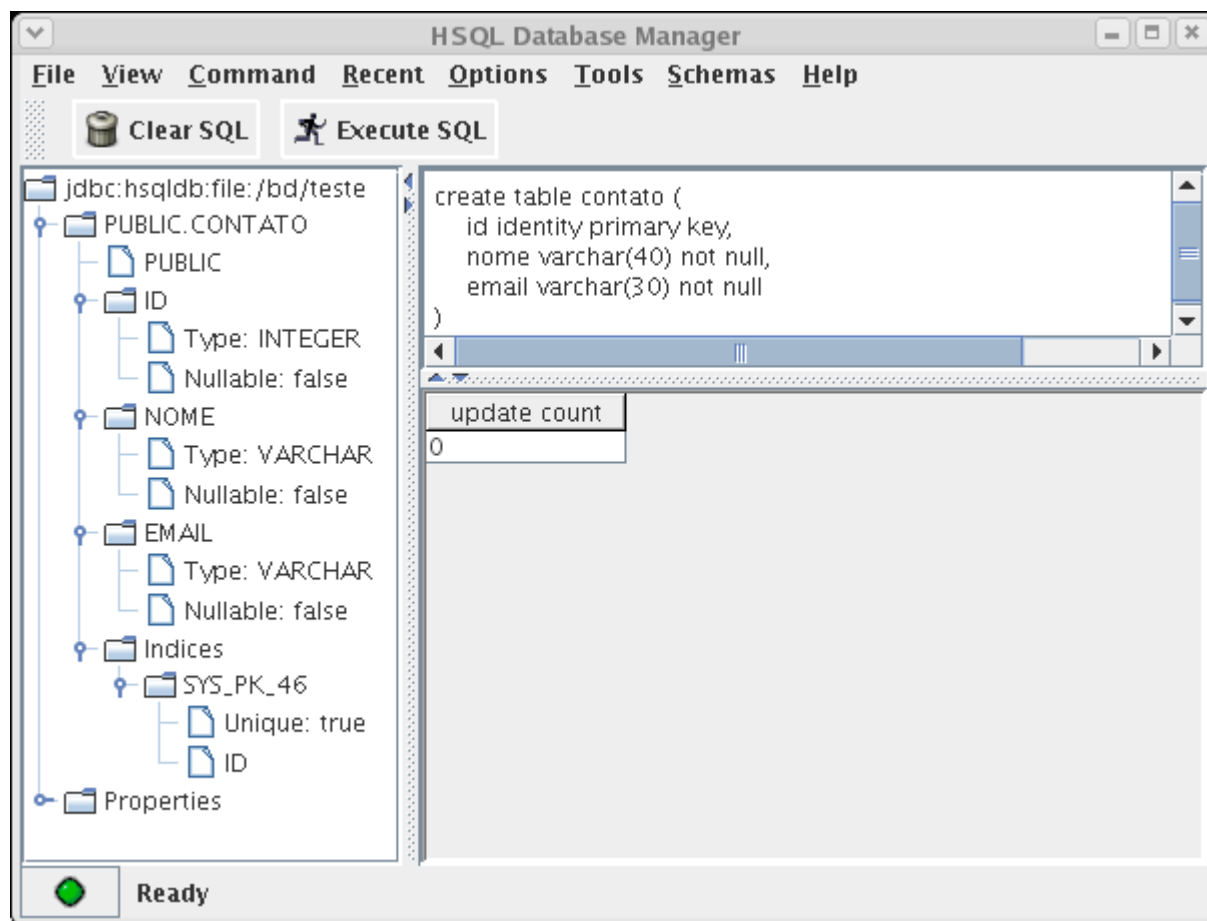 HSQL Database Manager
File View Command Recent Options Tools Schemas Help
Clear SQL Execute SQL
jdbc:hsqldb:file:/bd/teste
PUBLIC.CONTATO
PUBLIC
ID
Type: INTEGER
Nullable: false
NOME
Type: VARCHAR
Nullable: false
EMAIL
Type: VARCHAR
Nullable: false
Indices
SYS_PK_46
Unique: true
ID
Properties
create table contato (
id identity primary key,
nome varchar(40) not null,
email varchar(30) not null
)
update count
0
Ready